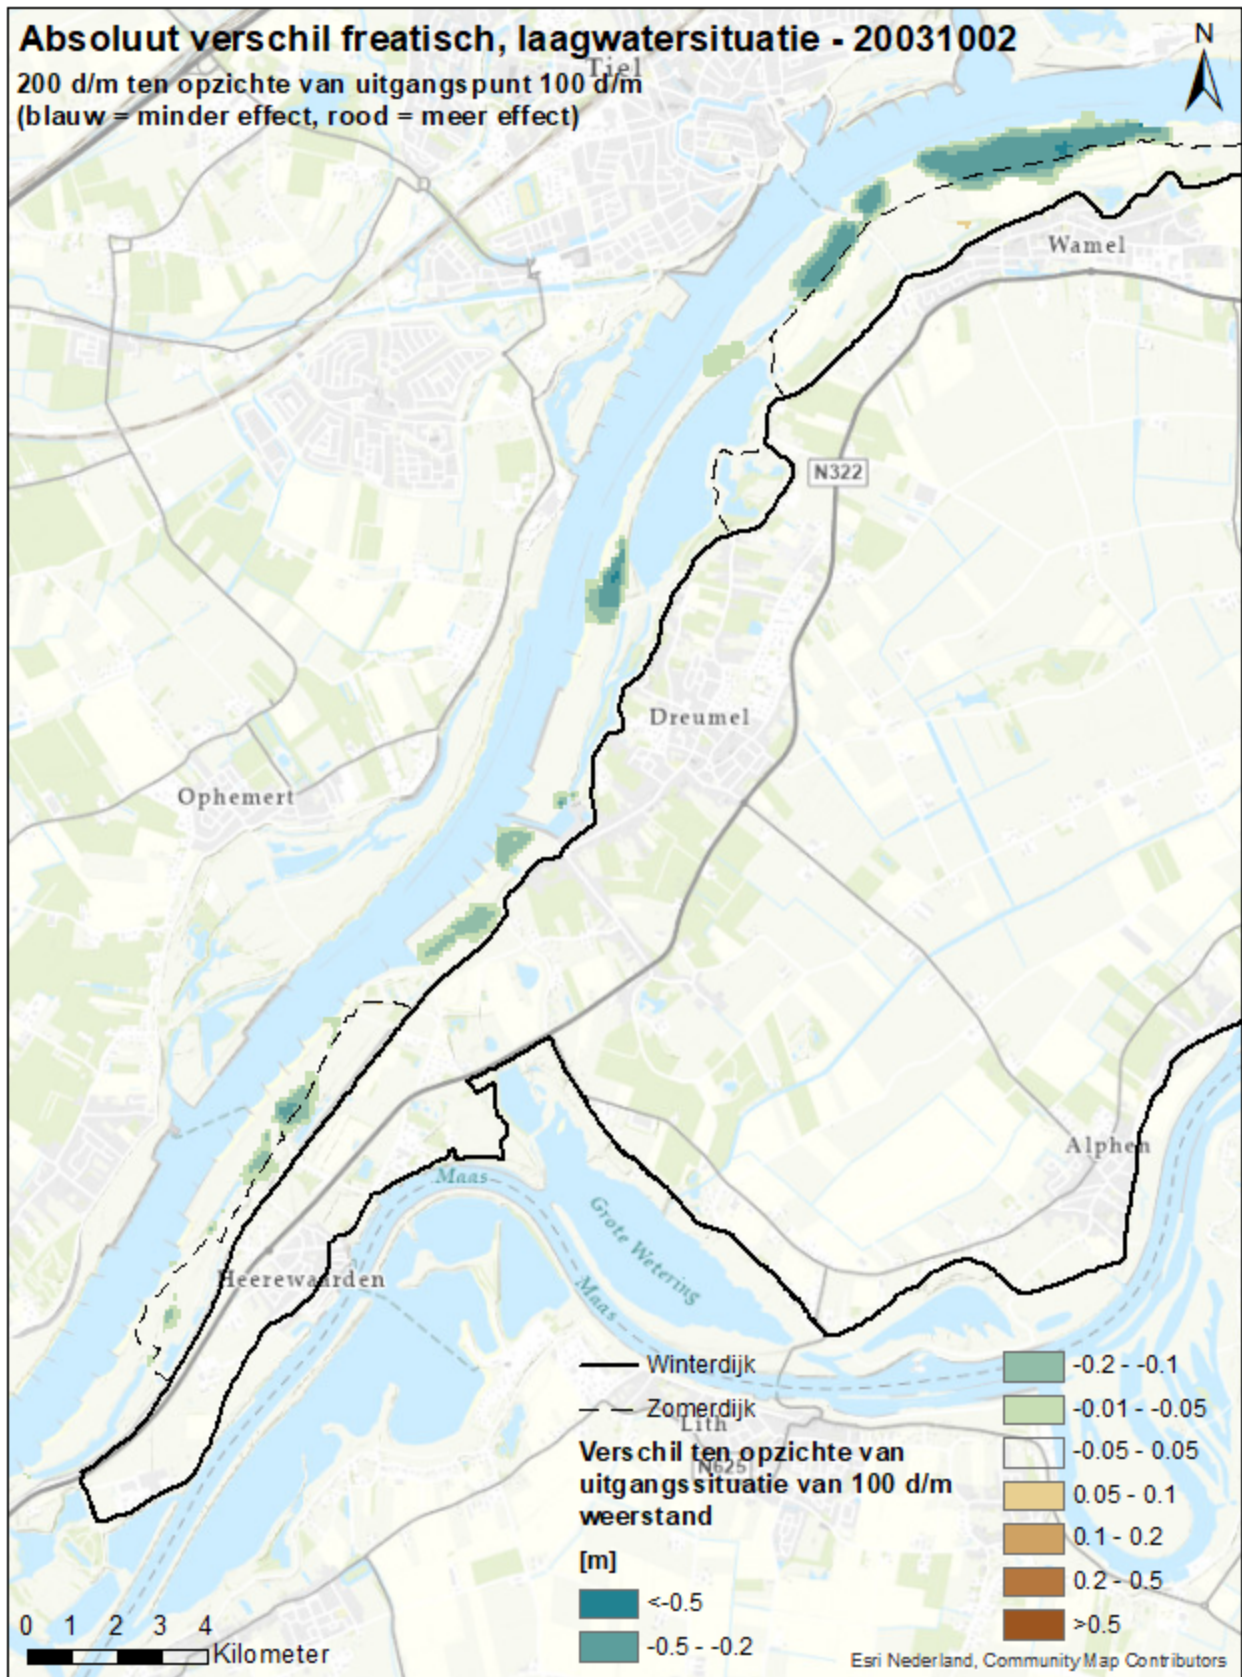 Absoluut verschil freatisch, laagwatersituatie - 20031002
200 d/m ten opzichte van uitgangspunt 100 d/m
(blauw = minder effect, rood = meer effect)
Tiel
N
Wamel
N322
Dreumel
Ophemert
Alphen
Maas
Grote Wetering
Maas
Heerewaarden
Lith
N625
Winterdijk
Zomerdijk
Verschil ten opzichte van
uitgangssituatie van 100 d/m
weerstand
[m]
<-0.5
-0.5 - -0.2
-0.2 - -0.1
-0.01 - -0.05
-0.05 - 0.05
0.05 - 0.1
0.1 - 0.2
0.2 - 0.5
>0.5
0 1 2 3 4
Kilometer
Esri Nederland, Community Map Contributors